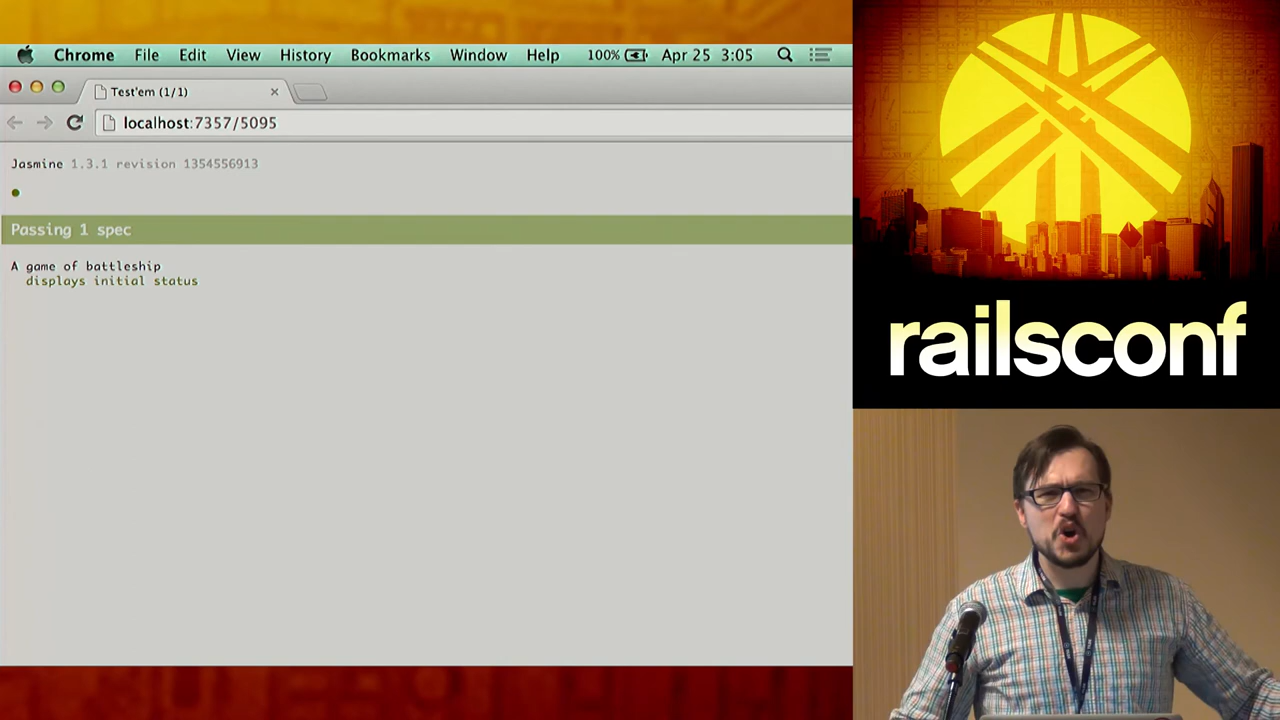 Chrome File Edit View History Bookmarks Window Help 100% Apr 25 3:05
Test'em (1/1)
localhost:7357/5095
Jasmine 1.3.1 revision 1354556913
Passing 1 spec
A game of battleship
displays initial status
railsconf